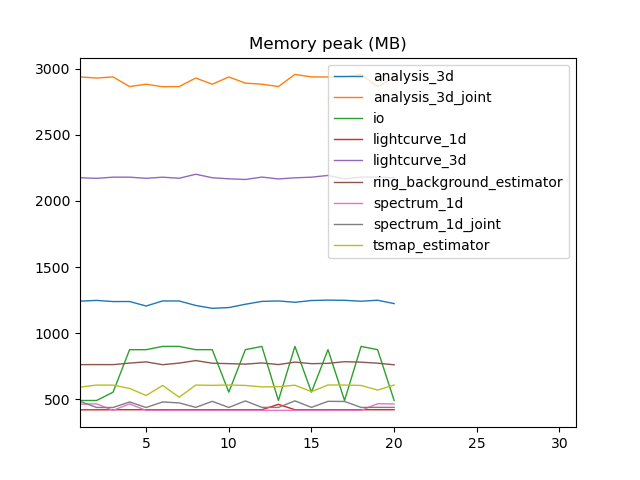 Memory peak (MB)
3000
2500
2000
1500
1000
500
analysis_3d
analysis_3d_joint
io
lightcurve_1d
lightcurve_3d
ring_background_estimator
spectrum_1d
spectrum_1d_joint
tsmap_estimator
5 10 15 20 25 30